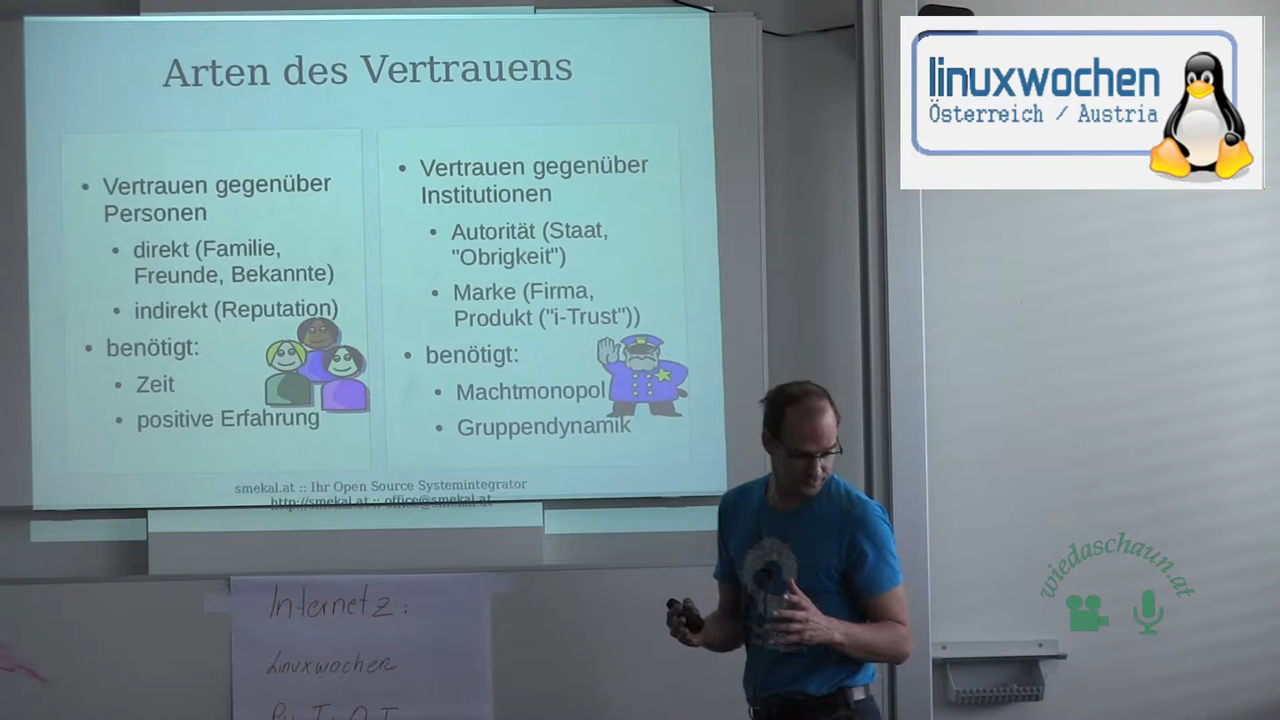 Arten des Vertrauens
• Vertrauen gegenüber
Personen
• direkt (Familie,
Freunde, Bekannte)
• indirekt (Reputation)
• benötigt:
• Zeit
• positive Erfahrung
• Vertrauen gegenüber
Institutionen
• Autorität (Staat,
"Obrigkeit")
• Marke (Firma,
Produkt ("i-Trust"))
• benötigt:
• Machtmonopol
• Gruppendynamik
smekal.at :: Ihr Open Source Systemintegrator
http://smekal.at :: office@smekal.at
linuxwochen
Österreich / Austria
wiedaschaun.at
Internetz:
Linuxwochen